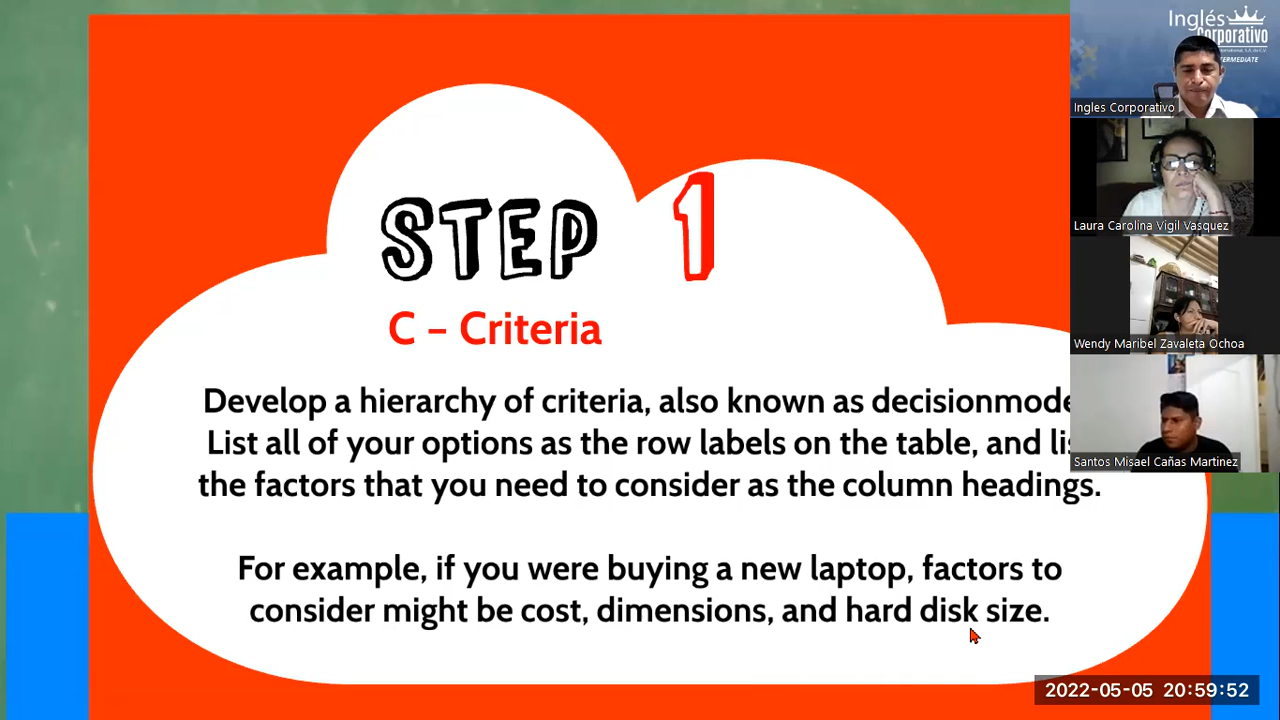 STEP 1
C – Criteria
Develop a hierarchy of criteria, also known as decisionmode
List all of your options as the row labels on the table, and lis
the factors that you need to consider as the column headings.
For example, if you were buying a new laptop, factors to
consider might be cost, dimensions, and hard disk size.
Inglés
Corporativo
Ingles Corporativo
Laura Carolina Vigil Vasquez
Wendy Maribel Zavaleta Ochoa
Santos Misael Cañas Martinez
2022-05-05 20:59:52